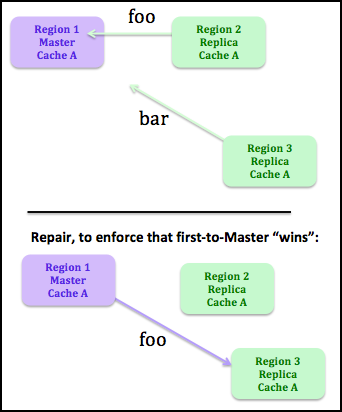 foo
Region 1
Master
Cache A
Region 2
Replica
Cache A
bar
Region 3
Replica
Cache A
Repair, to enforce that first-to-Master “wins”:
Region 1
Master
Cache A
Region 2
Replica
Cache A
foo
Region 3
Replica
Cache A